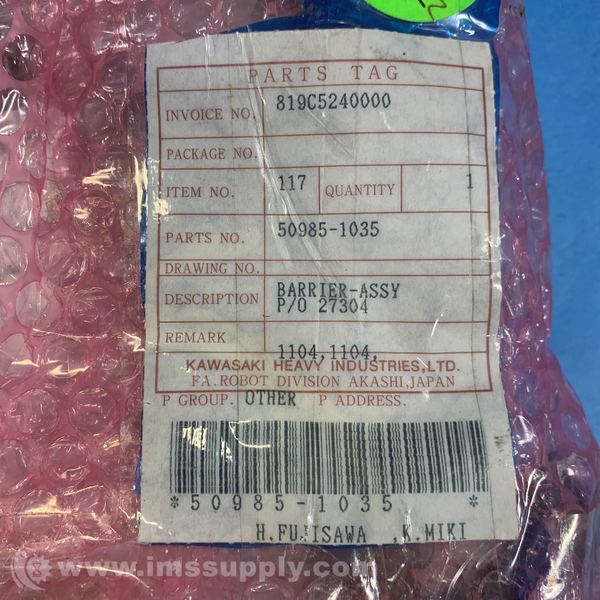 PARTS TAG
INVOICE NO. 819C5240000
PACKAGE NO.
ITEM NO. 117 QUANTITY 1
PARTS NO. 50985-1035
DRAWING NO.
DESCRIPTION BARRIER-ASSY
P/O 27304
REMARK
1104,1104,
KAWASAKI HEAVY INDUSTRIES,LTD.
FA.ROBOT DIVISION AKASHI,JAPAN
P GROUP. OTHER P ADDRESS.
*50985-1035 *
H.FUJISAWA ,K.MIKI
www.imssupply.com